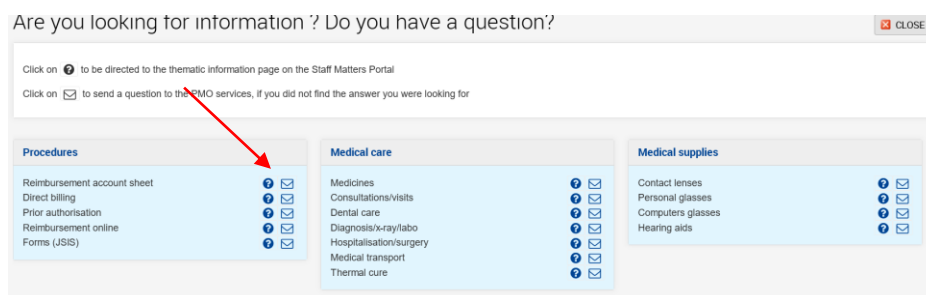 Are you looking for information ? Do you have a question?
CLOSE
Click on ? to be directed to the thematic information page on the Staff Matters Portal
Click on to send a question to the PMO services, if you did not find the answer you were looking for
Procedures
Reimbursement account sheet ?
Direct billing ?
Prior authorisation ?
Reimbursement online ?
Forms (JSIS) ?
Medical care
Medicines ?
Consultations/visits ?
Dental care ?
Diagnosis/x-ray/labo ?
Hospitalisation/surgery ?
Medical transport ?
Thermal cure ?
Medical supplies
Contact lenses ?
Personal glasses ?
Computers glasses ?
Hearing aids ?